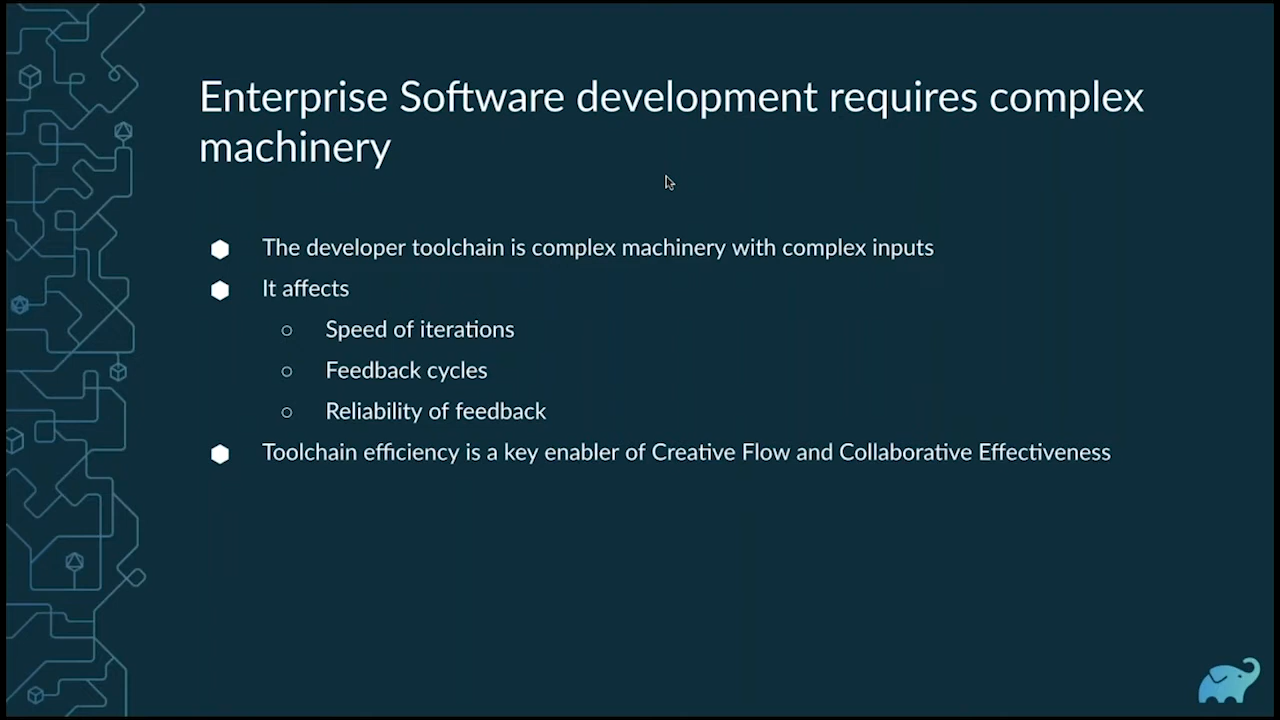 Enterprise Software development requires complex
machinery
The developer toolchain is complex machinery with complex inputs
It affects
Speed of iterations
Feedback cycles
Reliability of feedback
Toolchain efficiency is a key enabler of Creative Flow and Collaborative Effectiveness